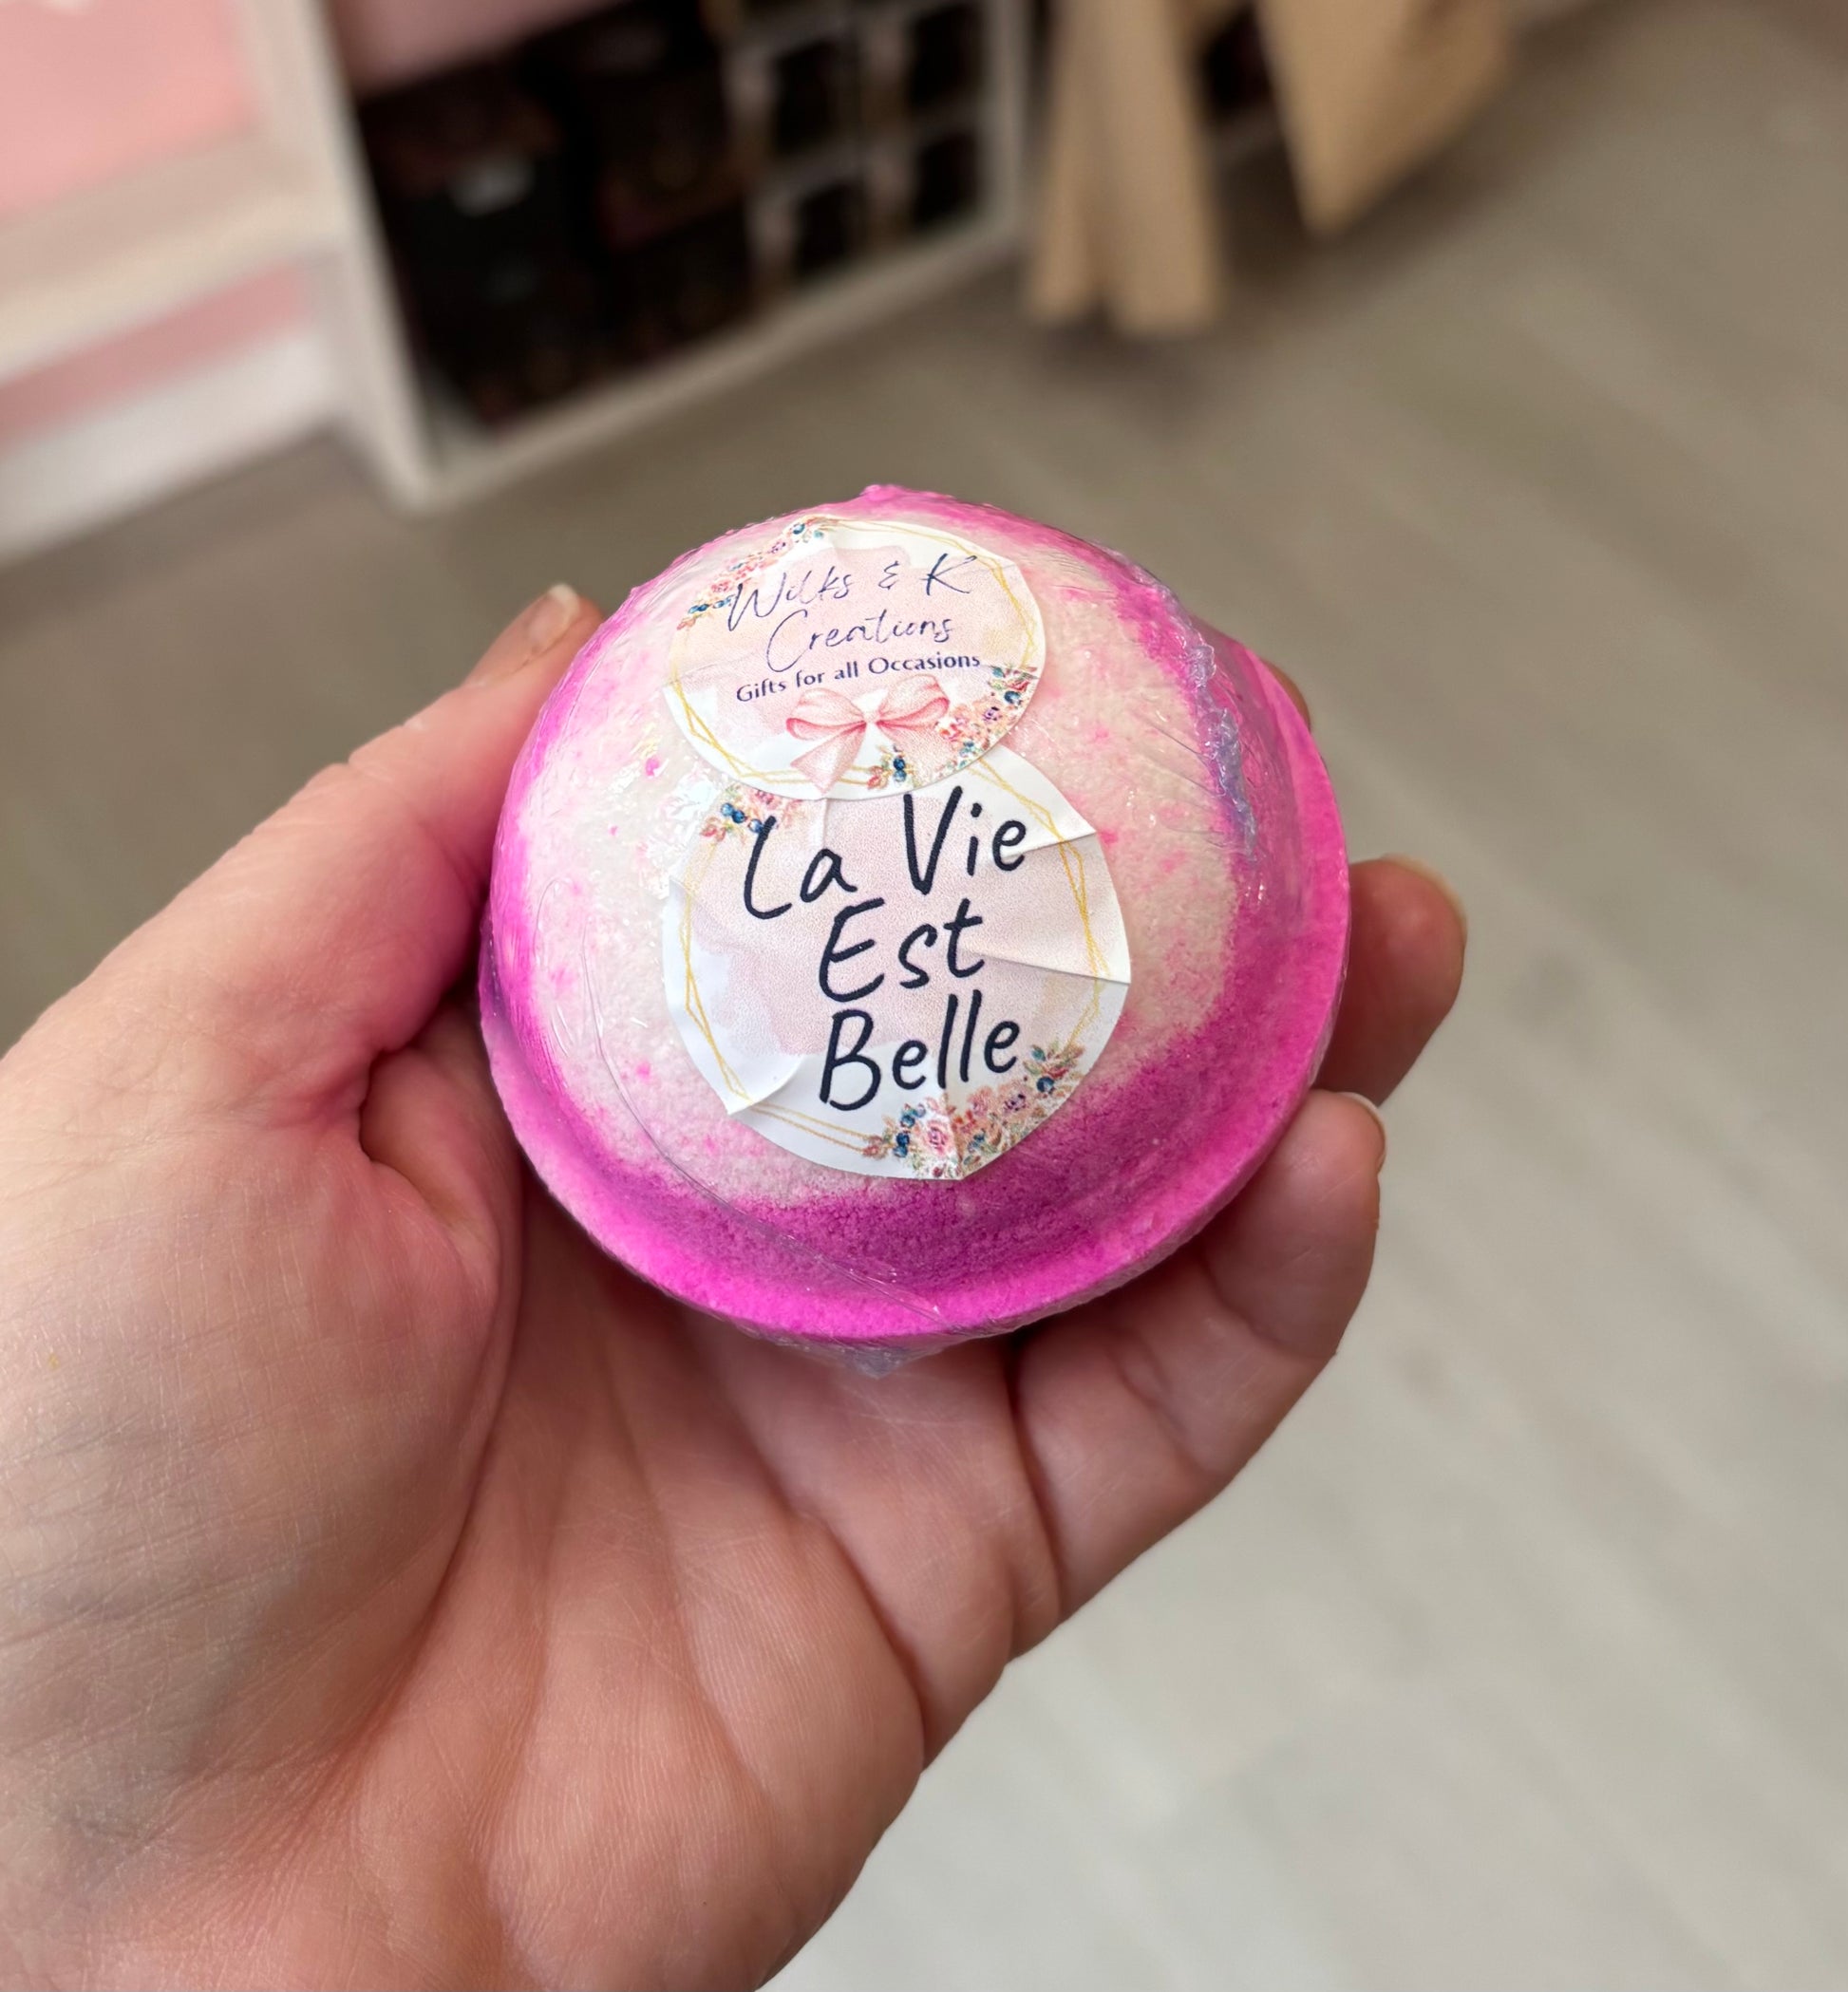 Wilks & K
Creations
Gifts for all Occasions
La Vie
Est
Belle